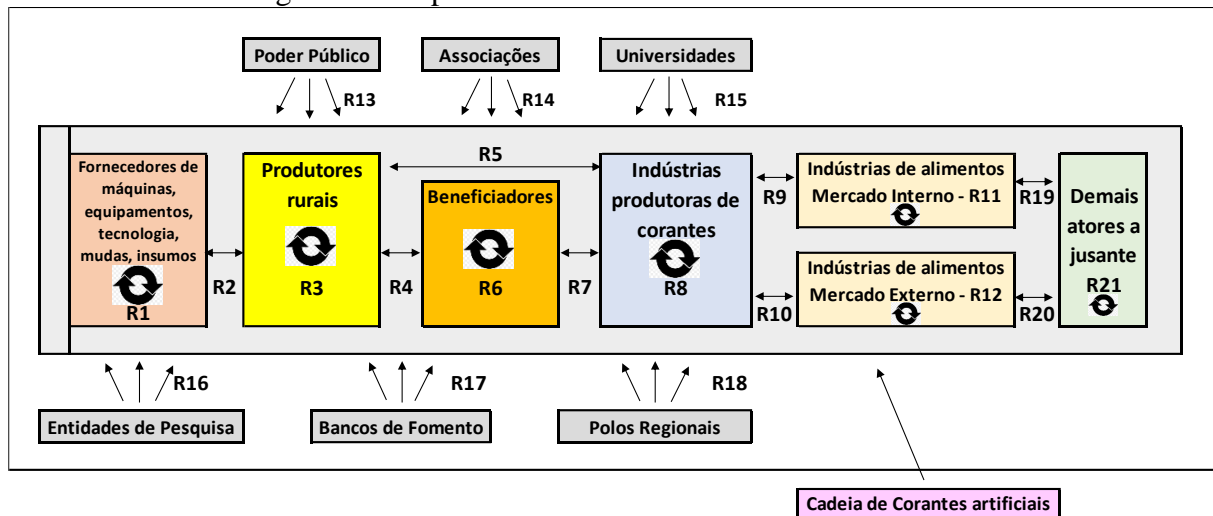 Poder Público
Associações
Universidades
R13
R14
R15
Fornecedores de
máquinas,
equipamentos,
tecnologia,
mudas, insumos
R1
R2
Produtores
rurais
R3
R4
R5
Beneficiadores
R6
R7
Indústrias
produtoras de
corantes
R8
R9
R10
Indústrias de alimentos
Mercado Interno - R11
Indústrias de alimentos
Mercado Externo - R12
R19
R20
Demais
atores a
jusante
R21
R16
R17
R18
Entidades de Pesquisa
Bancos de Fomento
Polos Regionais
Cadeia de Corantes artificiais